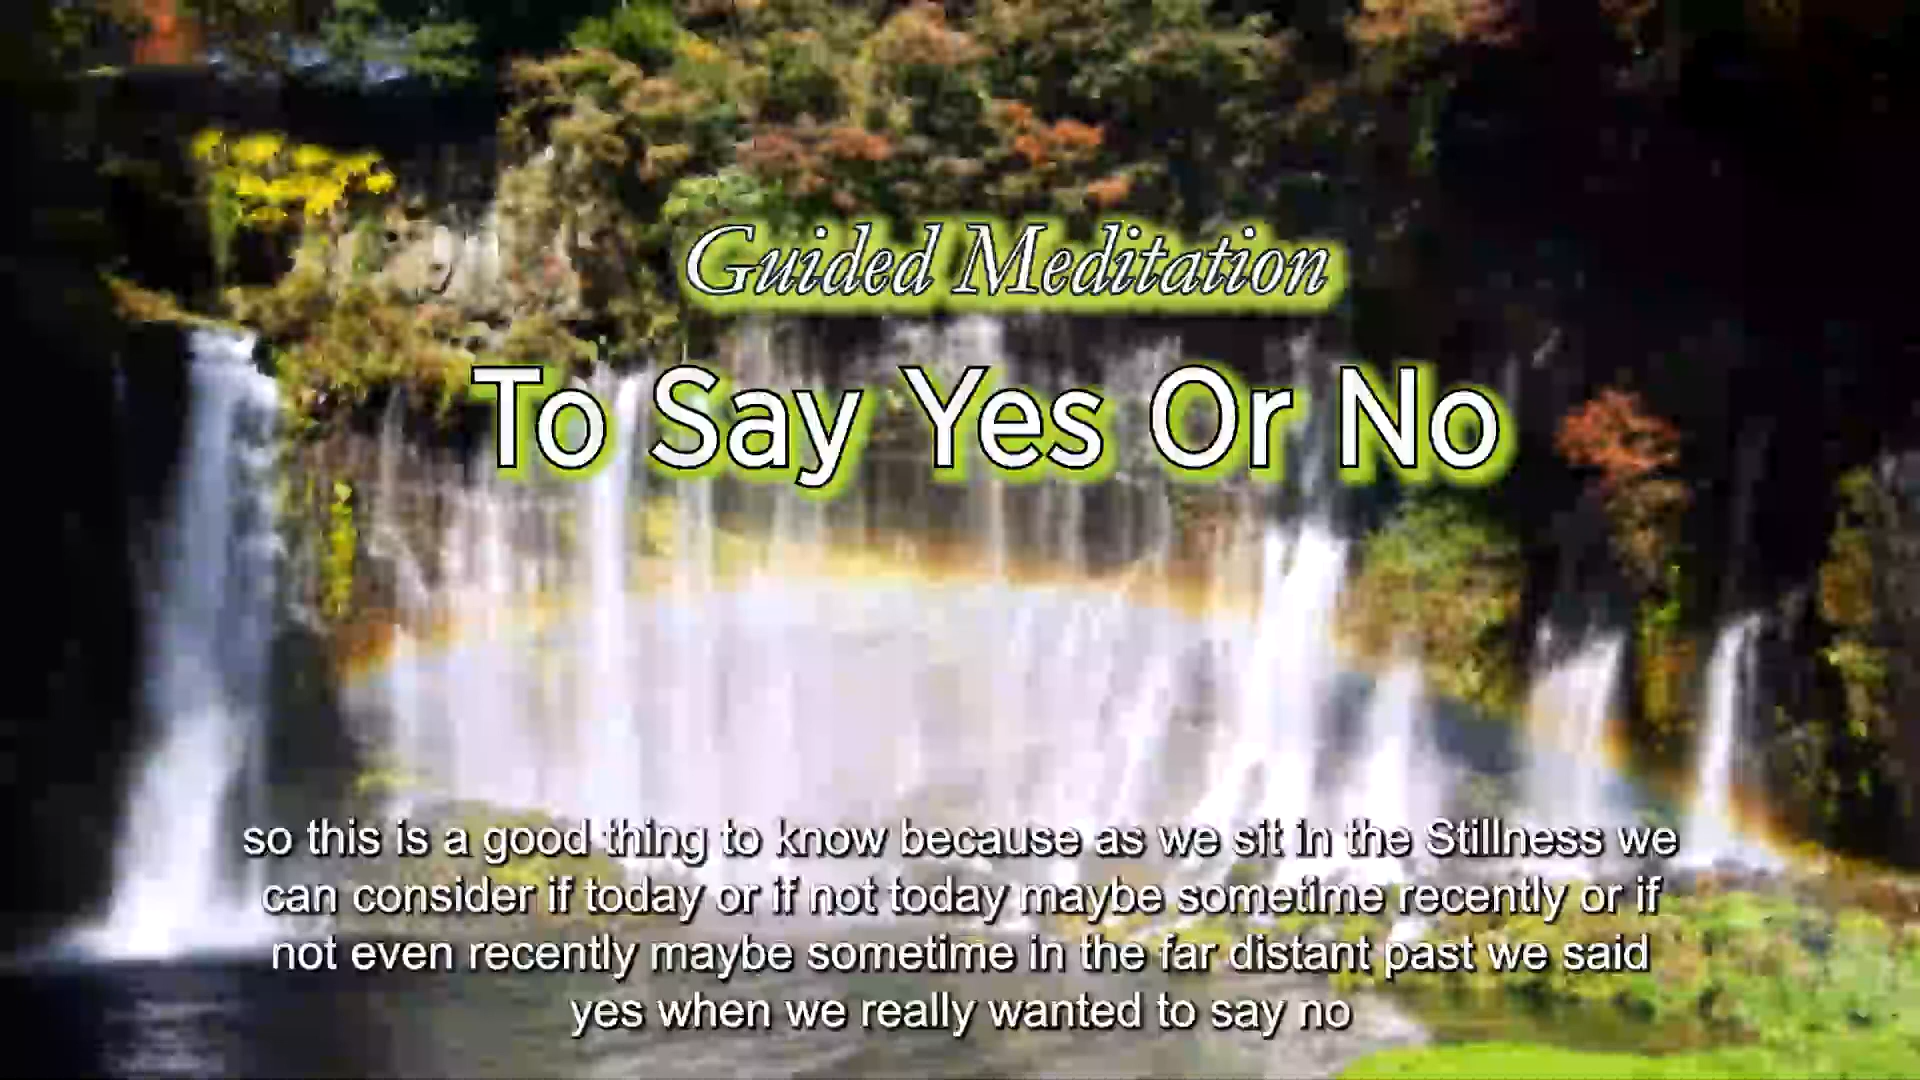 Guided Meditation
To Say Yes Or No
so this is a good thing to know because as we sit in the Stillness we
can consider if today or if not today maybe sometime recently or if
not even recently maybe sometime in the far distant past we said
yes when we really wanted to say no